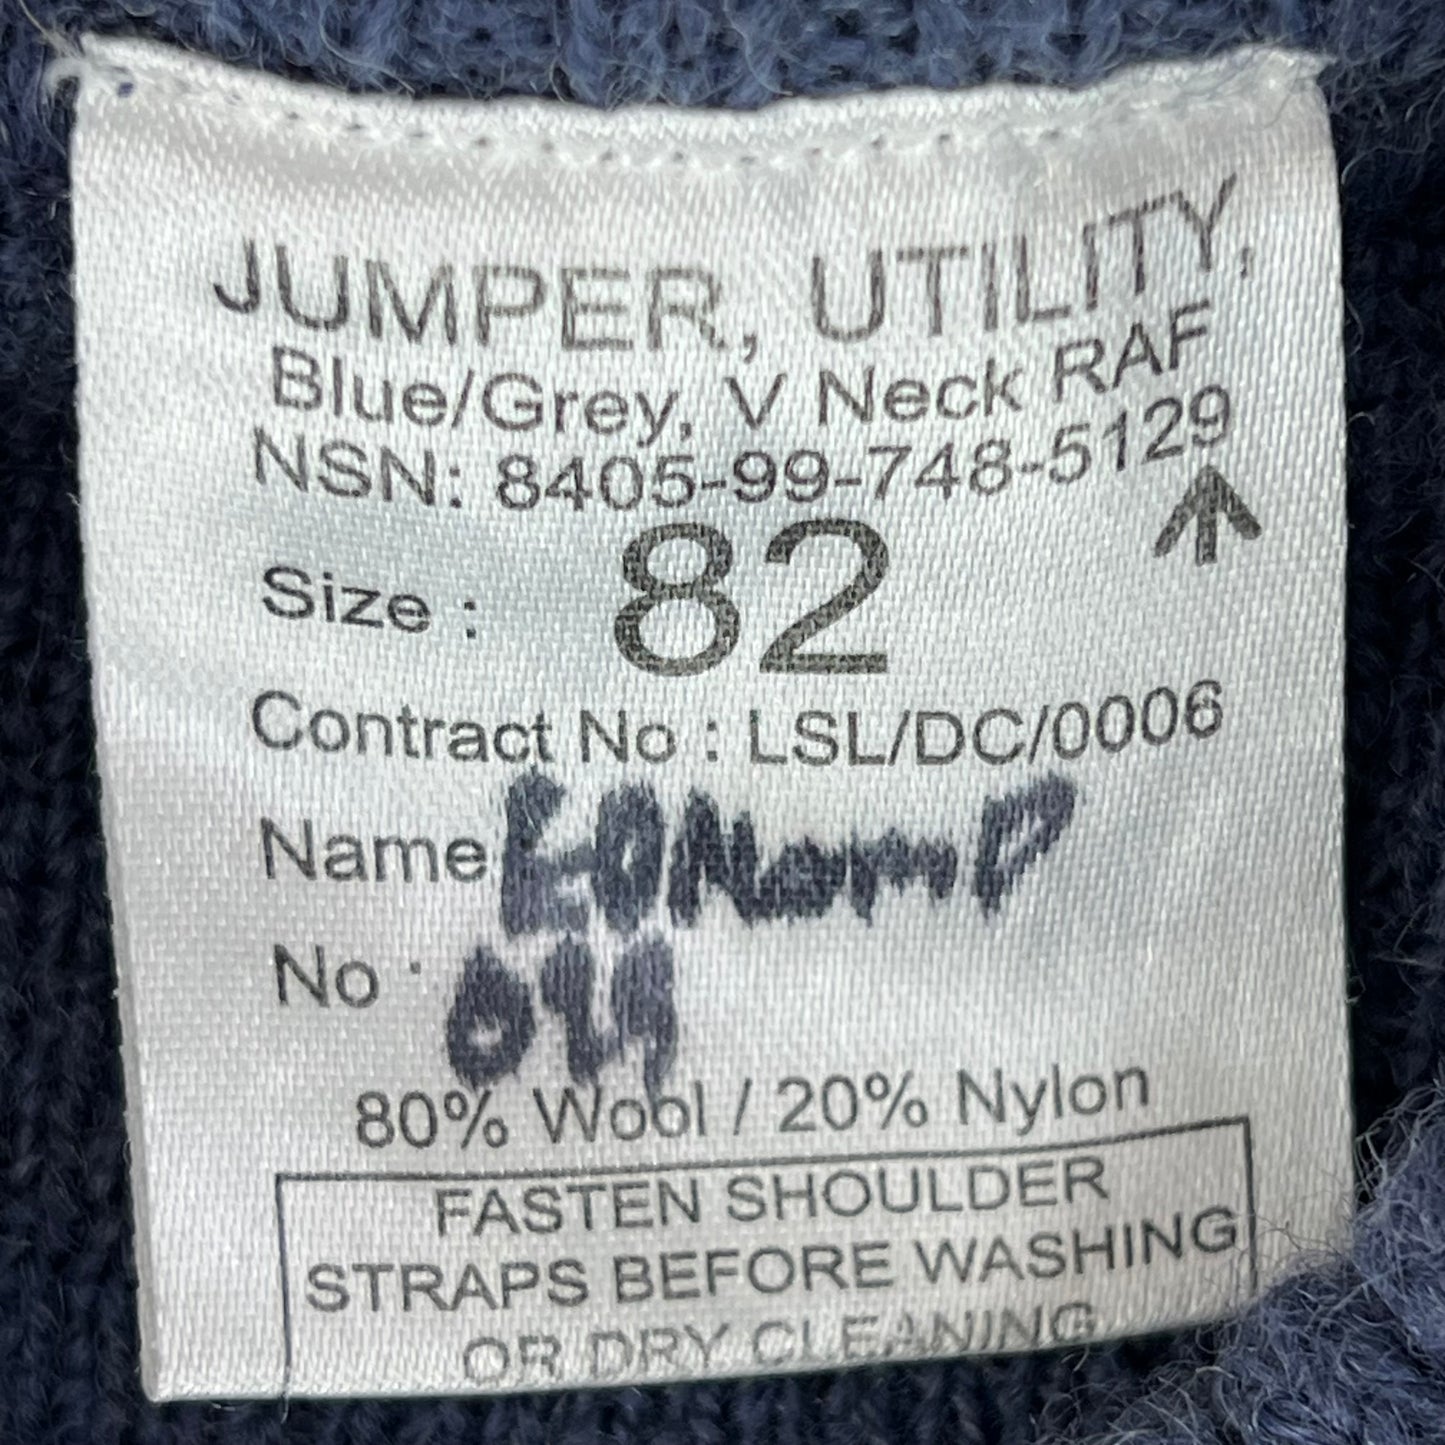 JUMPER, UTILITY,
Blue/Grey, V Neck RAF
NSN: 8405-99-748-5129
Size : 82
Contract No : LSL/DC/0006
Name
No :
80% Wool / 20% Nylon
FASTEN SHOULDER
STRAPS BEFORE WASHING
OR DRY CLEANING